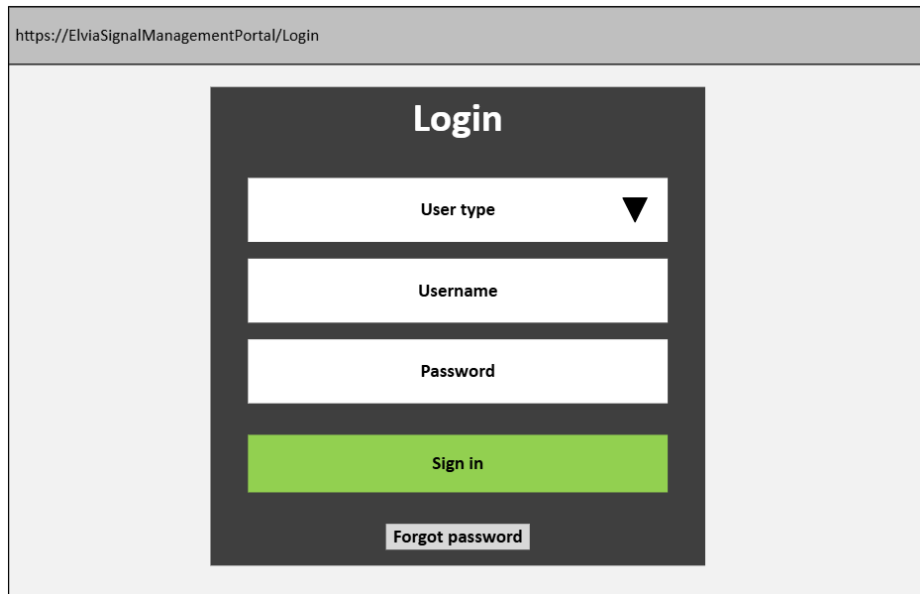 https://ElviaSignalManagementPortal/Login
Login
User type
Username
Password
Sign in
Forgot password